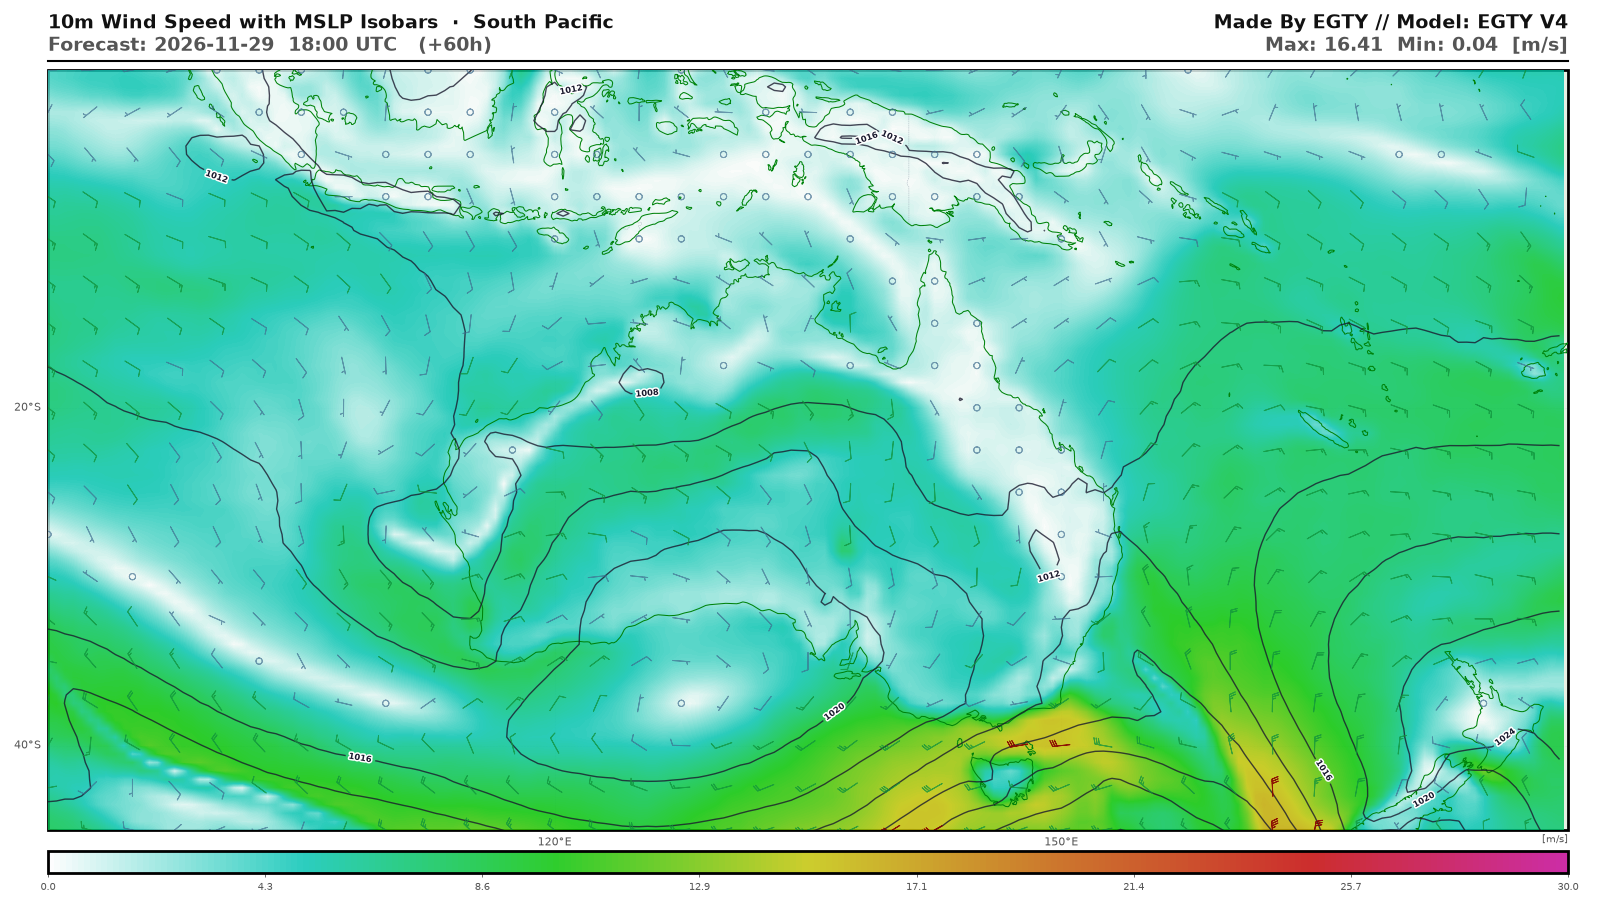 10m Wind Speed with MSLP Isobars · South Pacific
Made By EGTY // Model: EGTY V4
Forecast: 2026-11-29 18:00 UTC (+60h)
Max: 16.41 Min: 0.04 [m/s]
1012
1016
1012
1012
1008
20°S
1012
1020
1016
1024
1016
1020
40°S
120°E
150°E
[m/s]
0.0
4.3
8.6
12.9
17.1
21.4
25.7
30.0